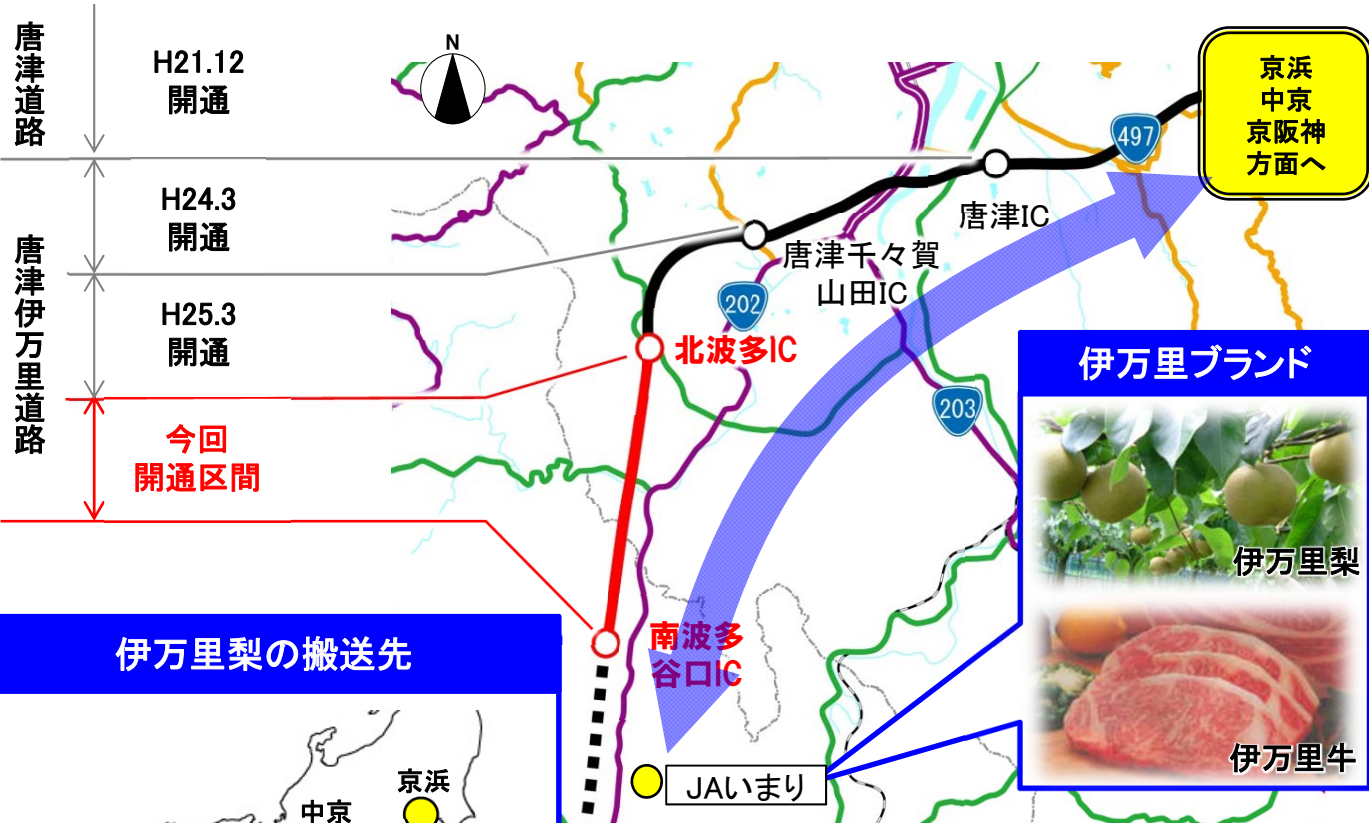 唐津道路
H21.12
開通
唐津伊万里道路
H24.3
開通
H25.3
開通
今回
開通区間
N
497
京浜
中京
京阪神
方面へ
唐津IC
唐津千々賀
山田IC
202
北波多IC
203
南波多
谷口IC
JAいまり
伊万里ブランド
伊万里梨
伊万里牛
伊万里梨の搬送先
京浜
中京